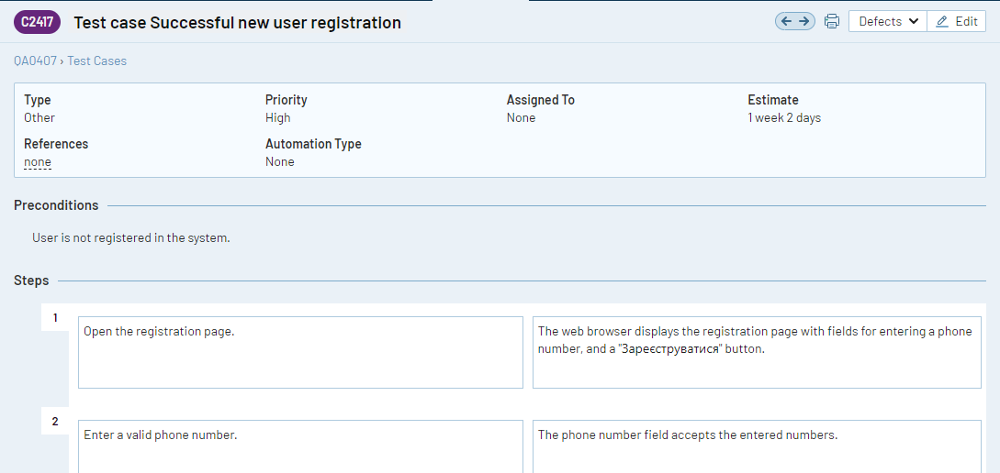 C2417 Test case Successful new user registration
Defects Edit
QA0407 › Test Cases
Type Priority Assigned To Estimate
Other High None 1 week 2 days
References Automation Type
none None
Preconditions
User is not registered in the system.
Steps
1
Open the registration page.
The web browser displays the registration page with fields for entering a phone
number, and a "Зареєструватися" button.
2
Enter a valid phone number.
The phone number field accepts the entered numbers.